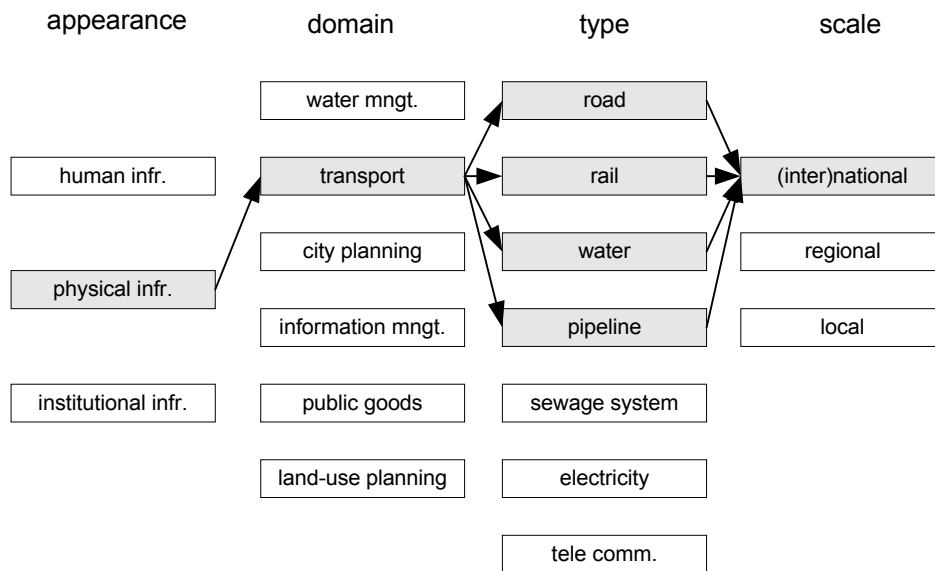 appearance
domain
type
scale
water mngt.
road
human infr.
transport
rail
(inter)national
city planning
water
regional
physical infr.
information mngt.
pipeline
local
institutional infr.
public goods
sewage system
land-use planning
electricity
tele comm.